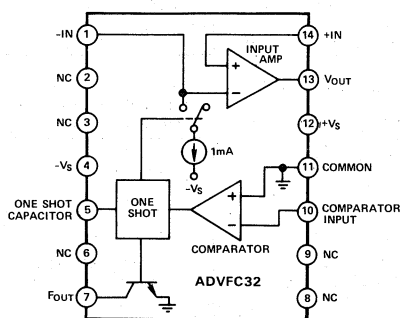 -IN
1
14
+IN
INPUT
AMP
+
-
NC
2
13
VOUT
NC
3
12
+VS
1mA
-VS
4
-VS
11
COMMON
ONE SHOT
CAPACITOR
5
ONE
SHOT
+
-
10
COMPARATOR
INPUT
COMPARATOR
NC
6
9
NC
ADVFC32
FOUT
7
8
NC